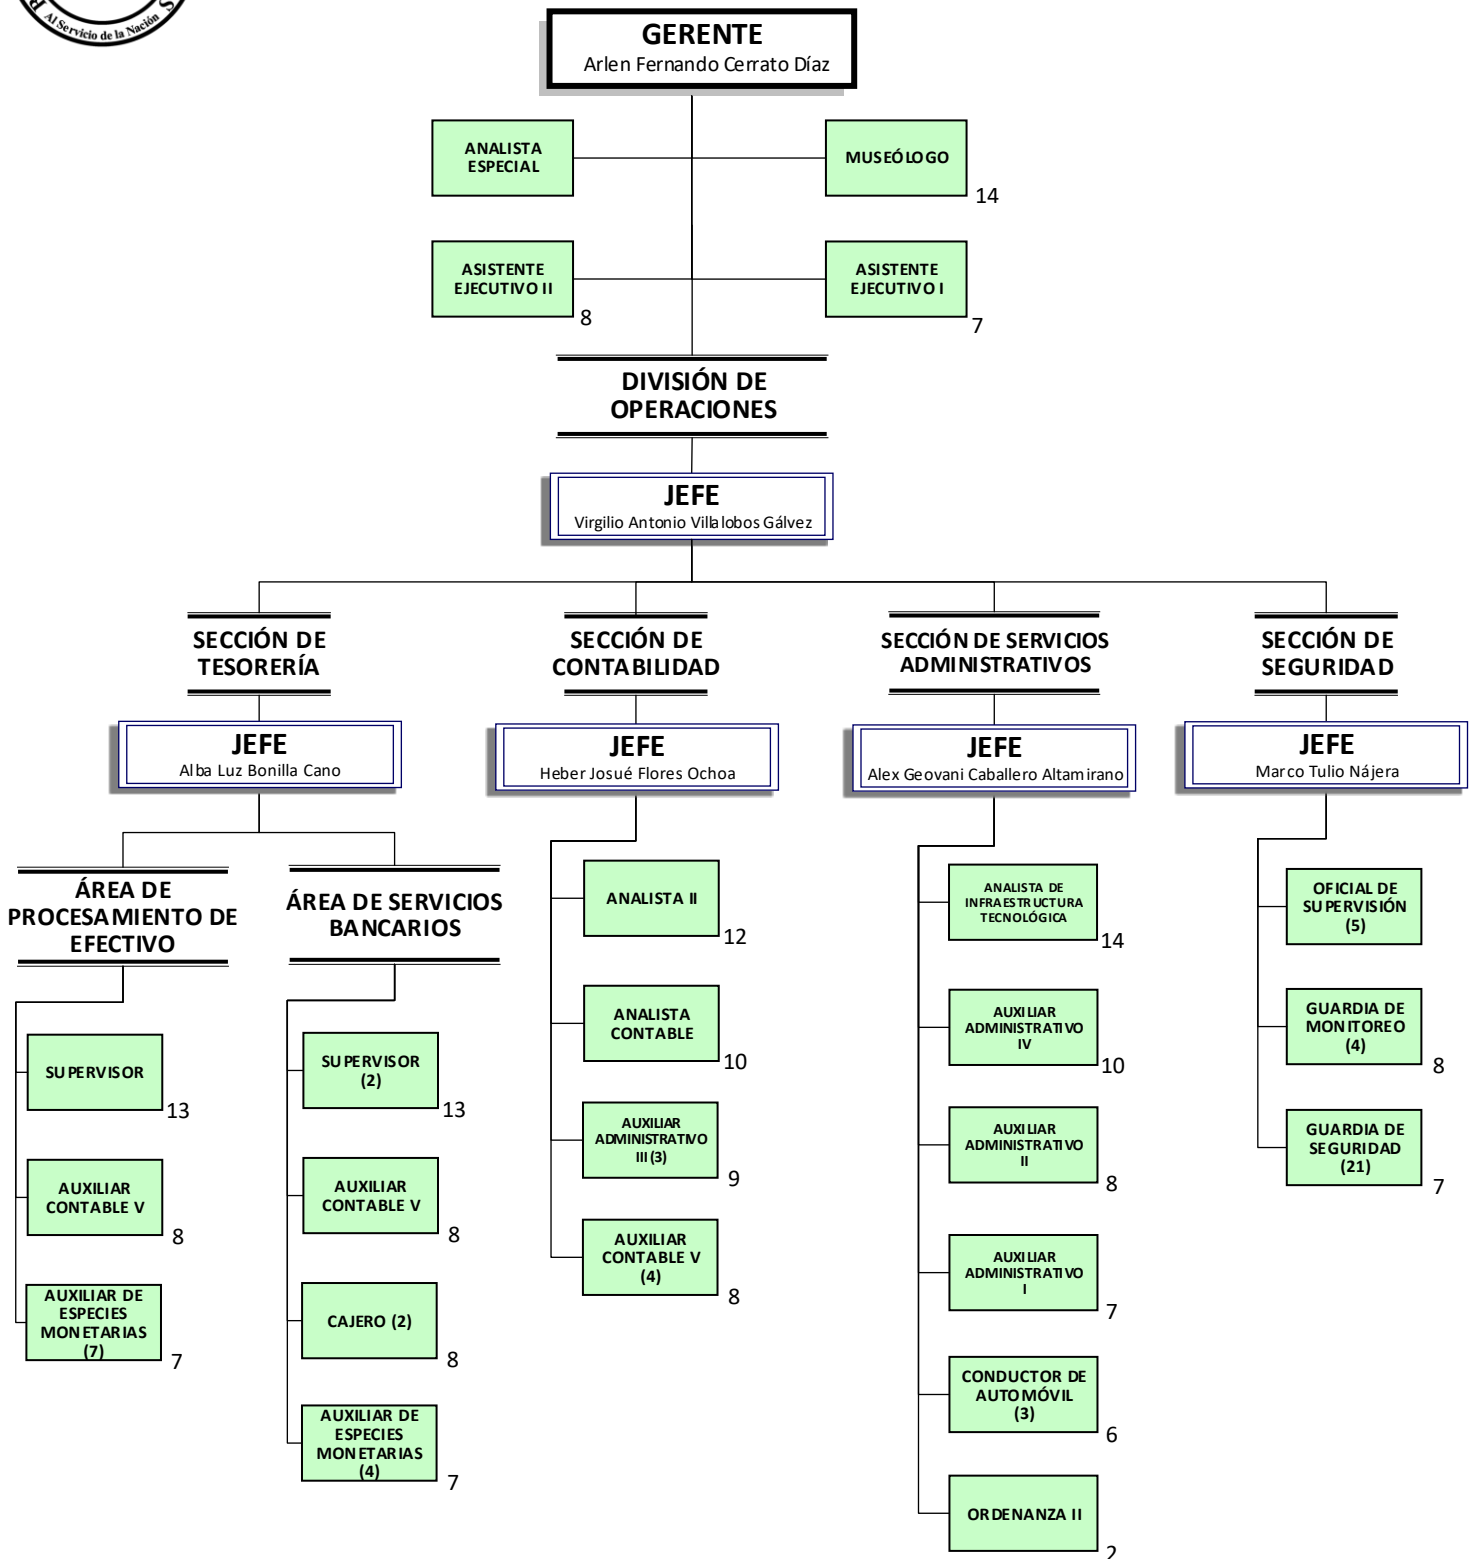 Al Servicio de la Nación
GERENTE
Arlen Fernando Cerrato Díaz
ANALISTA
ESPECIAL
MUSEÓLOGO
14
ASISTENTE
EJECUTIVO II
8
ASISTENTE
EJECUTIVO I
7
DIVISIÓN DE
OPERACIONES
JEFE
Virgilio Antonio Villalobos Gálvez
SECCIÓN DE
TESORERÍA
JEFE
Alba Luz Bonilla Cano
ÁREA DE
PROCESAMIENTO DE
EFECTIVO
SUPERVISOR
13
AUXILIAR
CONTABLE V
8
AUXILIAR DE
ESPECIES
MONETARIAS
(7)
7
ÁREA DE SERVICIOS
BANCARIOS
SUPERVISOR
(2)
13
AUXILIAR
CONTABLE V
8
CAJERO (2)
8
AUXILIAR DE
ESPECIES
MONETARIAS
(4)
7
SECCIÓN DE
CONTABILIDAD
JEFE
Heber Josué Flores Ochoa
ANALISTA II
12
ANALISTA
CONTABLE
10
AUXILIAR
ADMINISTRATIVO
III (3)
9
AUXILIAR
CONTABLE V
(4)
8
SECCIÓN DE SERVICIOS
ADMINISTRATIVOS
JEFE
Alex Geovani Caballero Altamirano
ANALISTA DE
INFRAESTRUCTURA
TECNOLÓGICA
14
AUXILIAR
ADMINISTRATIVO
IV
10
AUXILIAR
ADMINISTRATIVO
II
8
AUXILIAR
ADMINISTRATIVO
I
7
CONDUCTOR DE
AUTOMÓVIL
(3)
6
ORDENANZA II
2
SECCIÓN DE
SEGURIDAD
JEFE
Marco Tulio Nájera
OFICIAL DE
SUPERVISIÓN
(5)
GUARDIA DE
MONITOREO
(4)
8
GUARDIA DE
SEGURIDAD
(21)
7